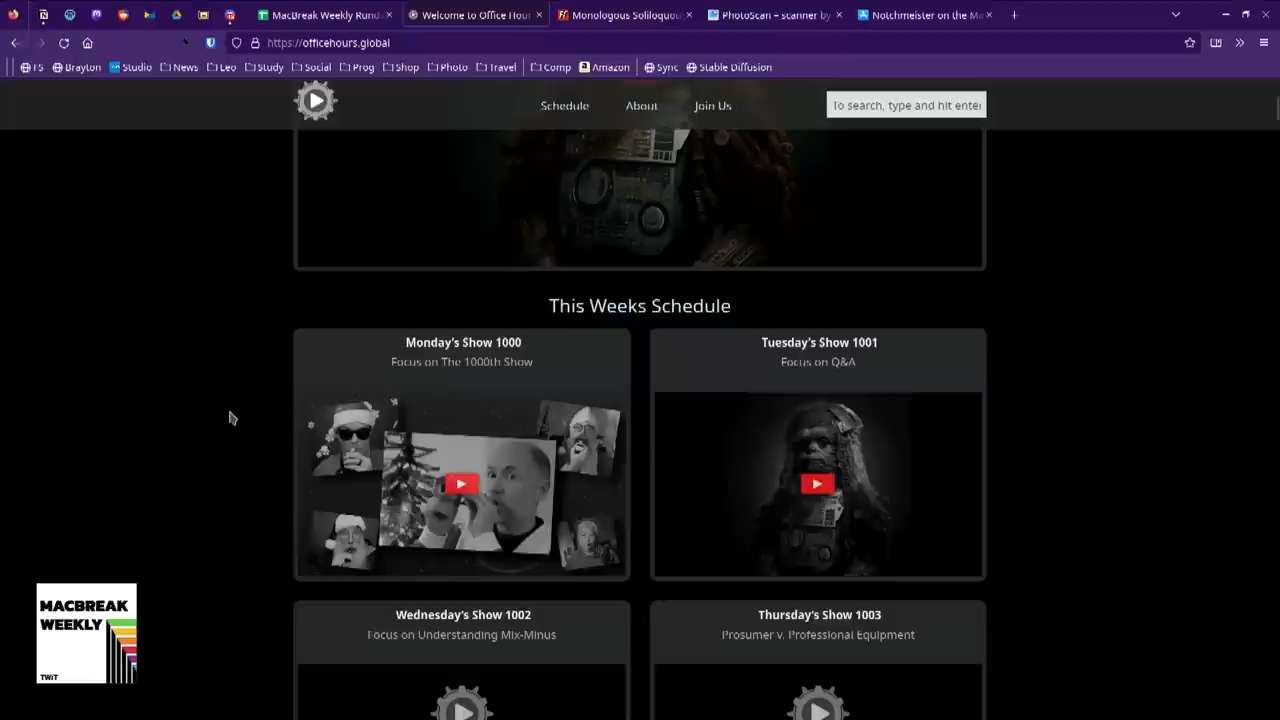 MacBreak Weekly Rund
Welcome to Office Hour
Monologous Soliloquou
PhotoScan – scanner by
Notchmeister on the Ma
https://officehours.global
FS
Brayton
Studio
News
Leo
Study
Social
Prog
Shop
Photo
Travel
Comp
Amazon
Sync
Stable Diffusion
Schedule
About
Join Us
To search, type and hit enter
This Weeks Schedule
Monday's Show 1000
Focus on The 1000th Show
Tuesday's Show 1001
Focus on Q&A
Wednesday's Show 1002
Focus on Understanding Mix-Minus
Thursday's Show 1003
Prosumer v. Professional Equipment
MACBREAK
WEEKLY
TWiT